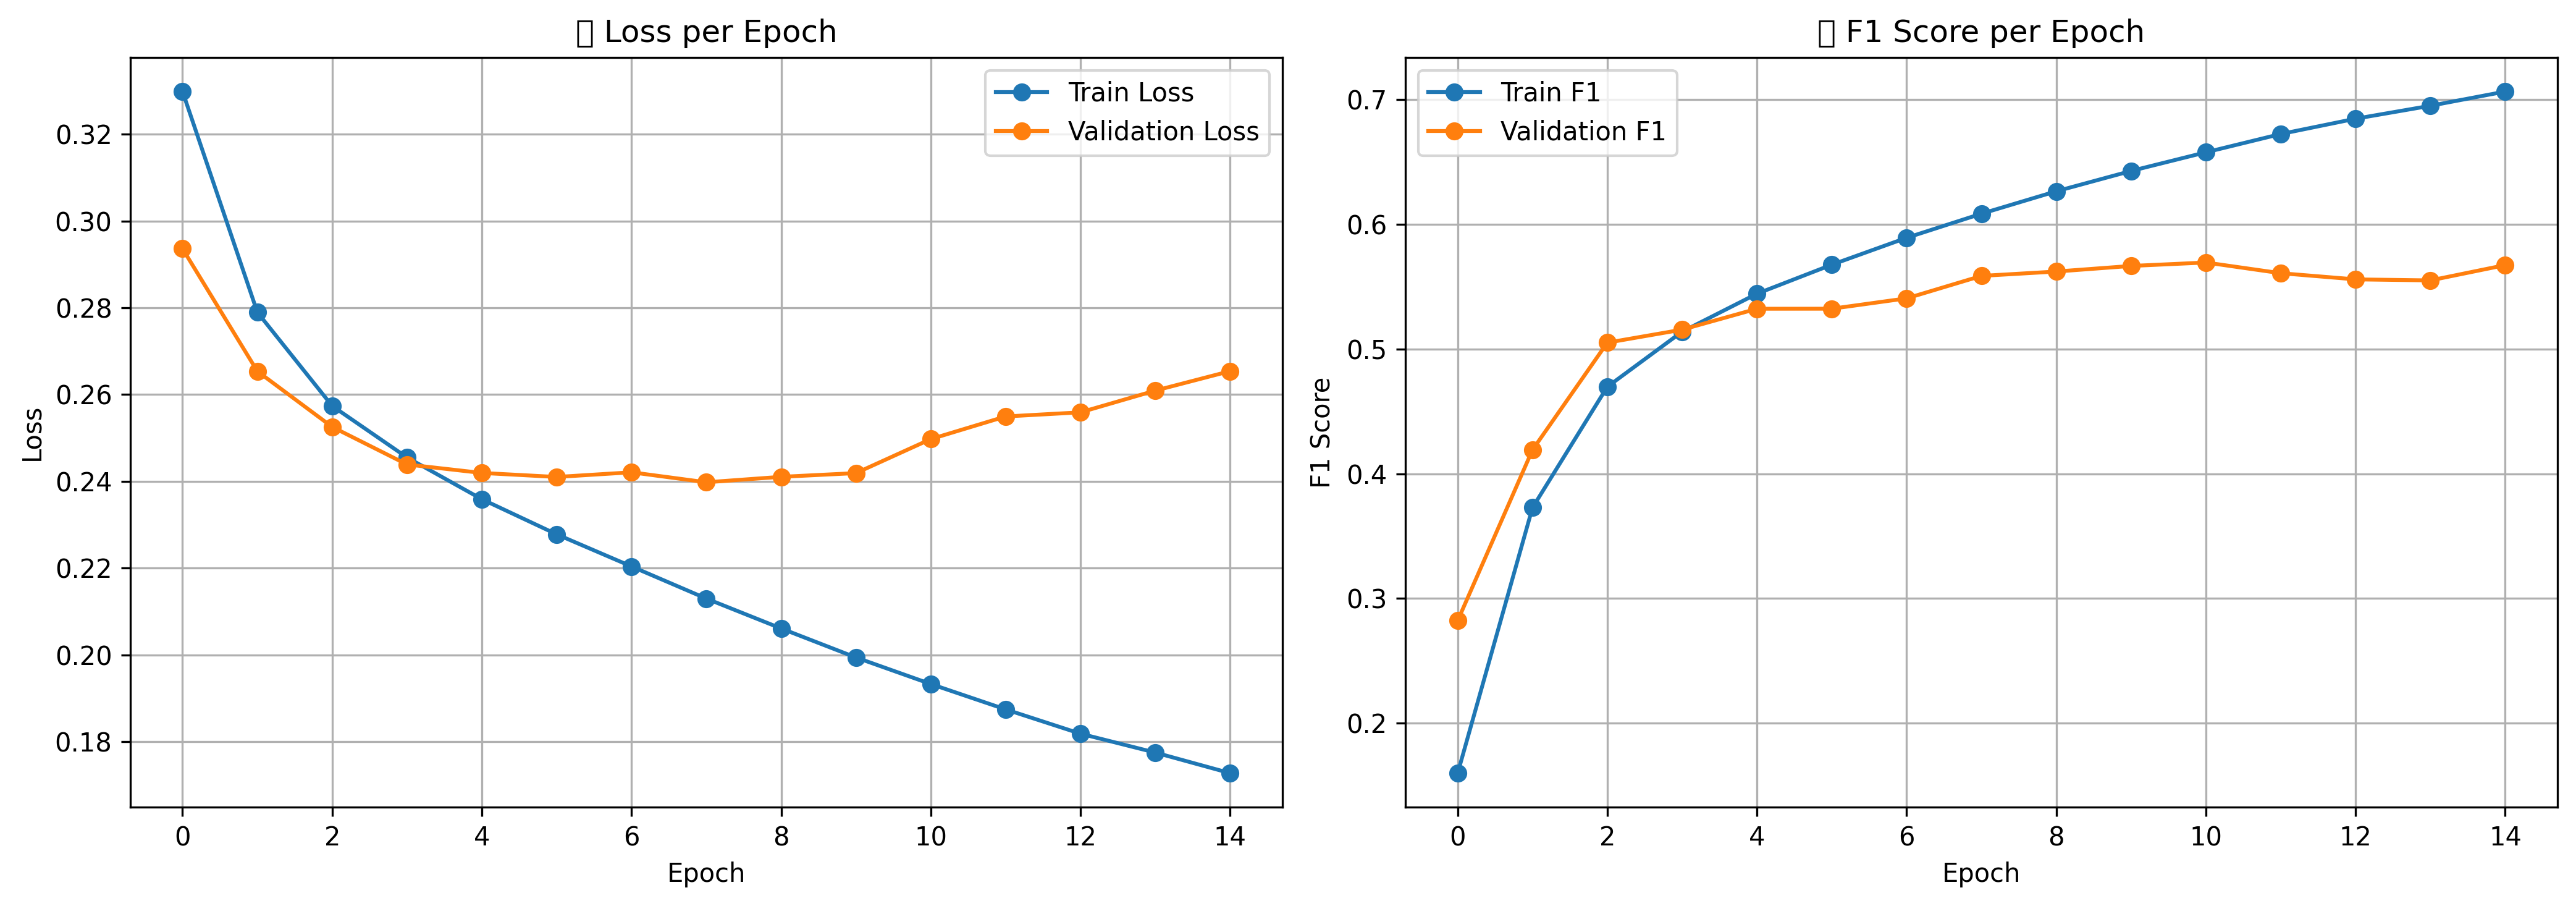 ▯ Loss per Epoch
Train Loss
Validation Loss
0.32
0.30
0.28
0.26
0.24
0.22
0.20
0.18
Loss
0 2 4 6 8 10 12 14
Epoch
▯ F1 Score per Epoch
Train F1
Validation F1
0.7
0.6
0.5
0.4
0.3
0.2
F1 Score
0 2 4 6 8 10 12 14
Epoch